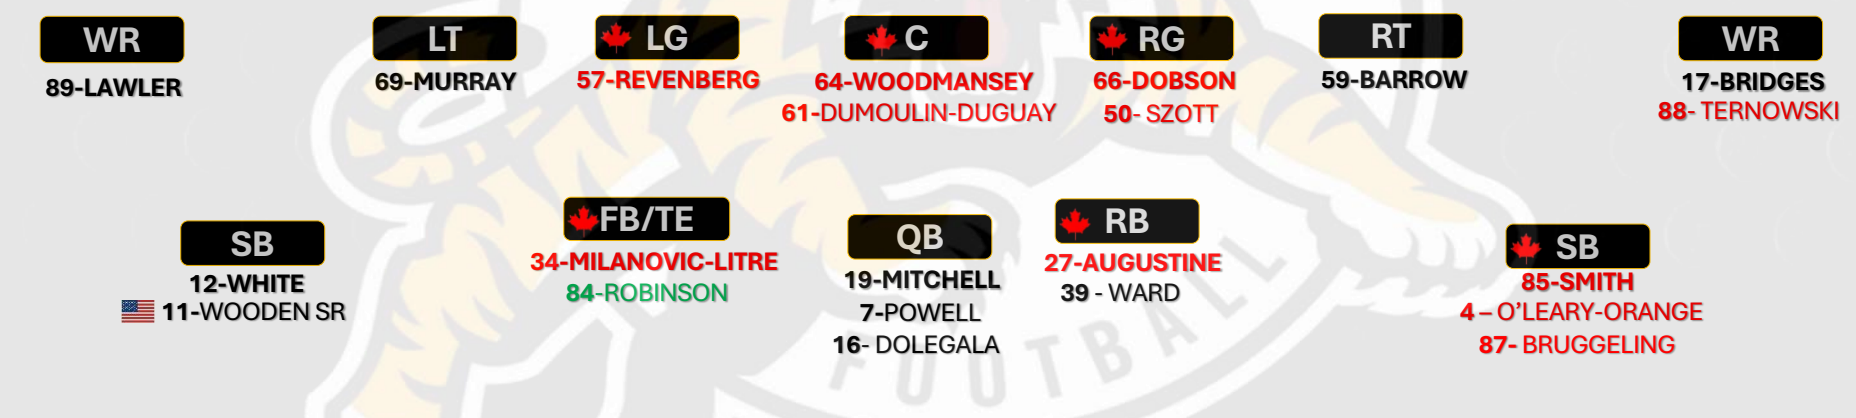 WR
89-LAWLER
LT
69-MURRAY
LG
57-REVENBERG
C
64-WOODMANSEY
61-DUMOULIN-DUGUAY
RG
66-DOBSON
50- SZOTT
RT
59-BARROW
WR
17-BRIDGES
88- TERNOWSKI
SB
12-WHITE
11-WOODEN SR
FB/TE
34-MILANOVIC-LITRE
84-ROBINSON
QB
19-MITCHELL
7-POWELL
16- DOLEGALA
RB
27-AUGUSTINE
39 - WARD
SB
85-SMITH
4 – O'LEARY-ORANGE
87- BRUGGELING
FOOTBALL